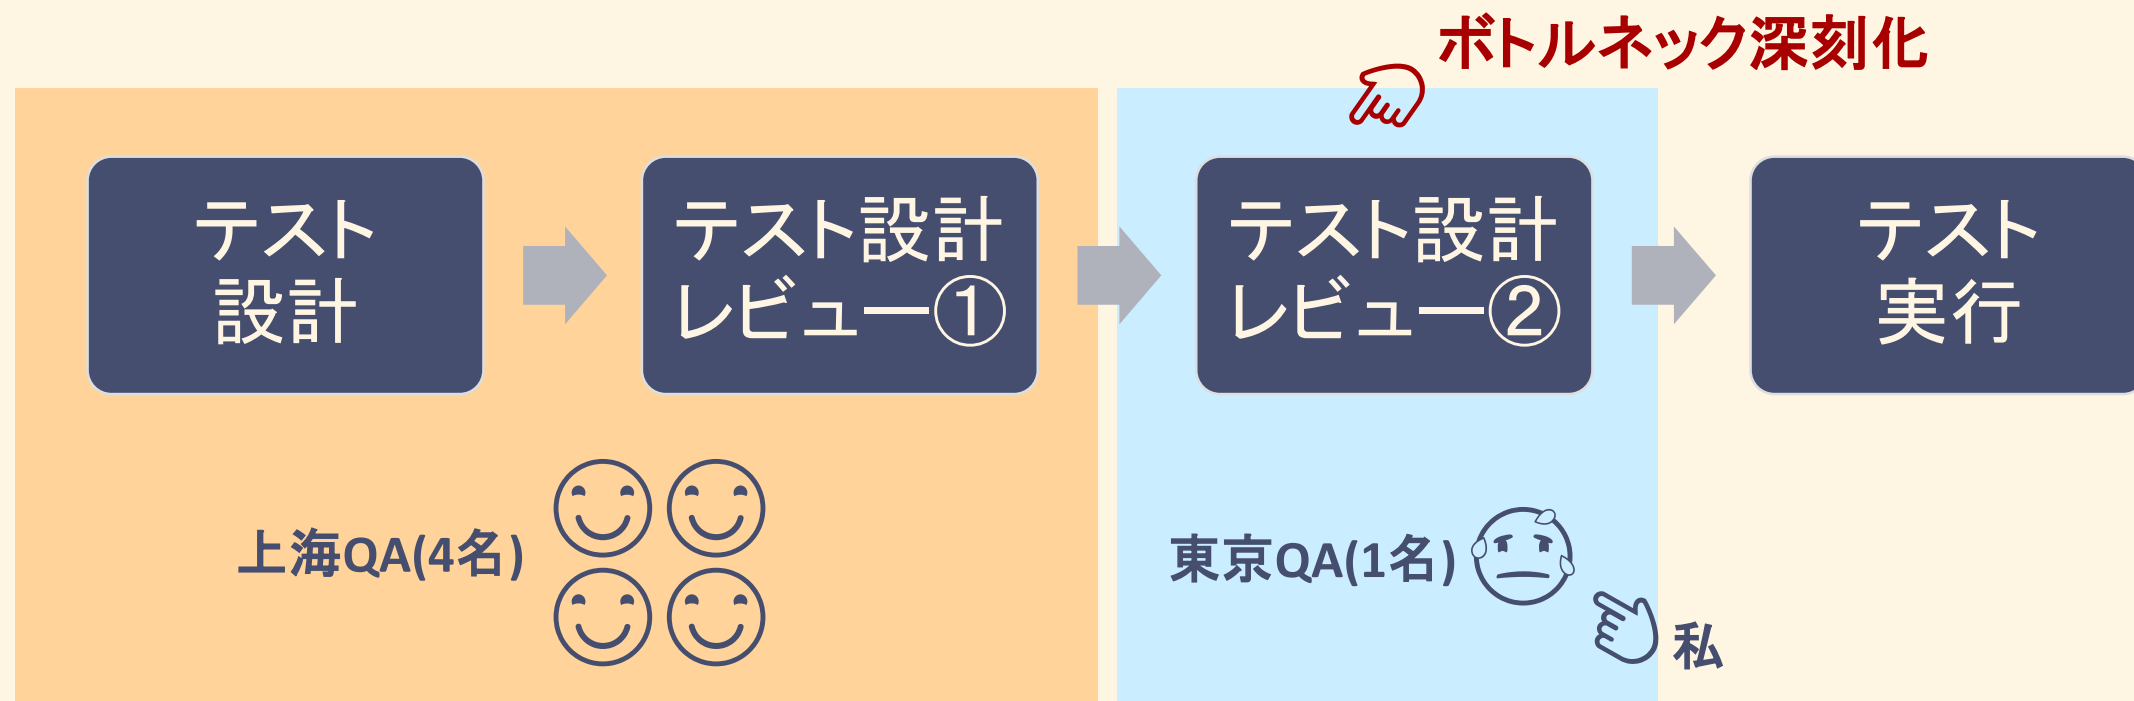 ボトルネック深刻化
テスト
設計
テスト設計
レビュー①
テスト設計
レビュー②
テスト
実行
上海QA(4名)
東京QA(1名)
私